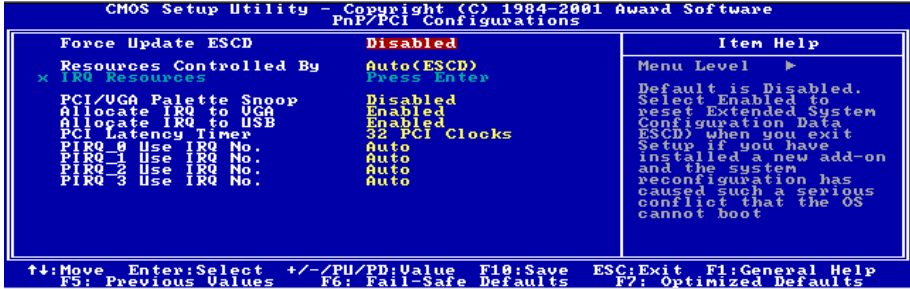 CMOS Setup Utility - Copyright (C) 1984-2001 Award Software
PnP/PCI Configurations
Force Update ESCD Disabled
Resources Controlled By Auto(ESCD)
x IRQ Resources Press Enter
PCI/VGA Palette Snoop Disabled
Allocate IRQ to VGA Enabled
Allocate IRQ to USB Enabled
PCI Latency Timer 32 PCI Clocks
PIRQ_0 Use IRQ No. Auto
PIRQ_1 Use IRQ No. Auto
PIRQ_2 Use IRQ No. Auto
PIRQ_3 Use IRQ No. Auto
Item Help
Menu Level ►
Default is Disabled.
Select Enabled to
reset Extended System
Configuration Data
ESCD) when you exit
Setup if you have
installed a new add-on
and the system
reconfiguration has
caused such a serious
conflict that the OS
cannot boot
↑↓:Move Enter:Select +/-/PU/PD:Value F10:Save ESC:Exit F1:General Help
F5: Previous Values F6: Fail-Safe Defaults F7: Optimized Defaults